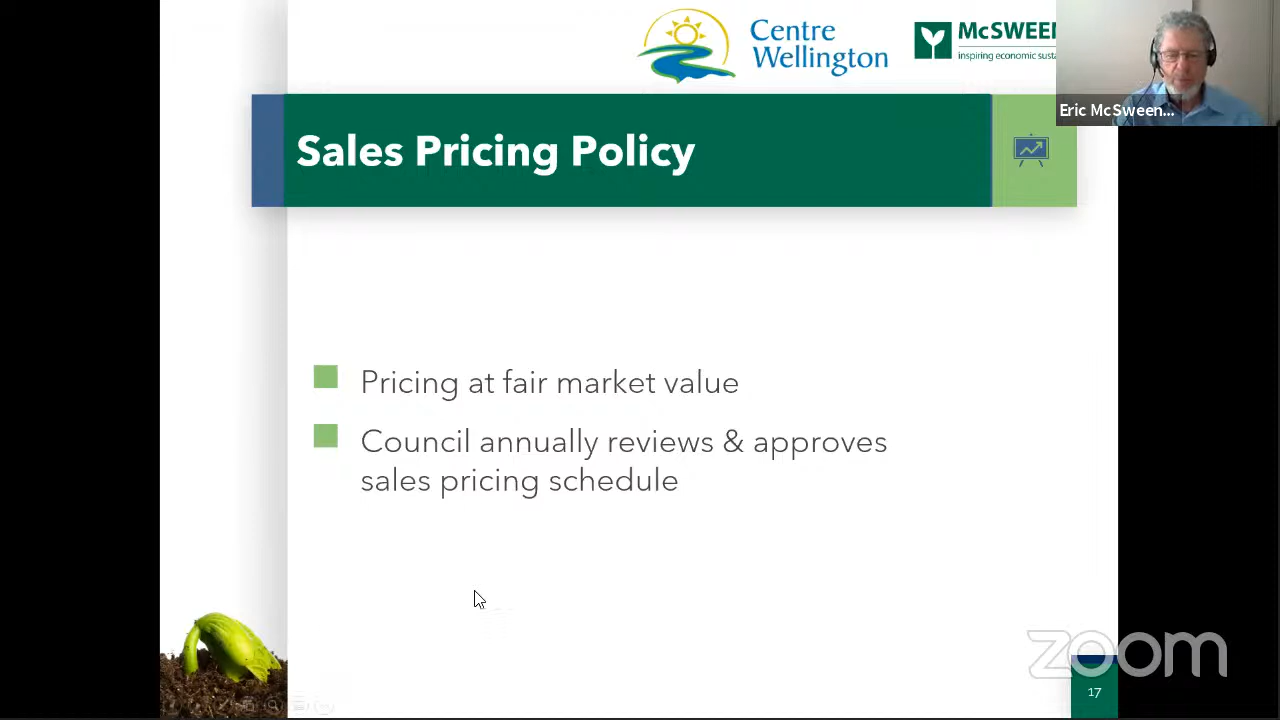 Centre
Wellington
McSWEEN
inspiring economic susta
Eric McSween...
Sales Pricing Policy
Pricing at fair market value
Council annually reviews & approves
sales pricing schedule
zoom
17